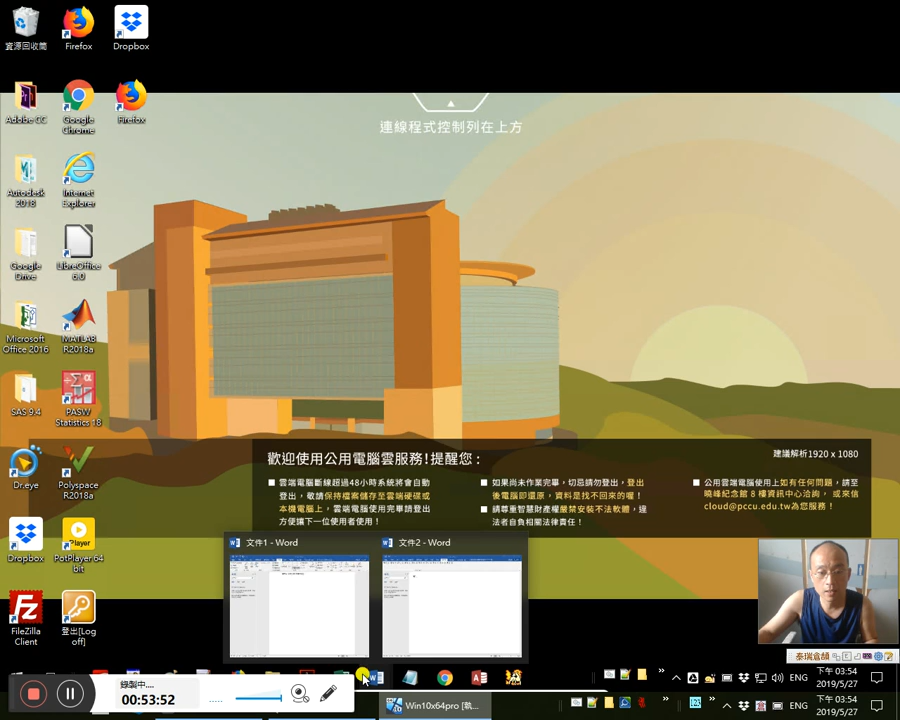 資源回收筒
Firefox
Dropbox
Adobe CC
Google
Chrome
Firefox
連線程式控制列在上方
Autodesk
2018
Internet
Explorer
Google
Drive
LibreOffice
6.0
Microsoft
Office 2016
MATLAB
R2018a
SAS 9.4
PASW
Statistics 18
歡迎使用公用電腦雲服務!提醒您:
建議解析1920 x 1080
■ 雲端電腦斷線超過48小時系統將會自動
登出,敬請保持檔案儲存至雲端硬碟或
本機電腦上,雲端電腦使用完畢請登出
方便讓下一位使用者使用!
■ 如果尚未作業完畢,切忌請勿登出,登出
後電腦即還原,資料是找不回來的喔!
■ 請尊重智慧財產權嚴禁安裝不法軟體,違
法者自負相關法律責任!
■ 公用雲端電腦使用上如有任何問題,請至
曉峰紀念館 8 樓資訊中心洽詢,或來信
cloud@pccu.edu.tw為您服務!
Dr.eye
Polyspace
R2018a
Dropbox
PotPlayer 64
bit
文件1 - Word
文件2 - Word
FileZilla
Client
登出[Log
off]
泰瑞倉頡
錄製中....
00:53:52
ENG
下午 03:54
2019/5/27
Win10x64pro [執...
ENG
下午 03:54
2019/5/27